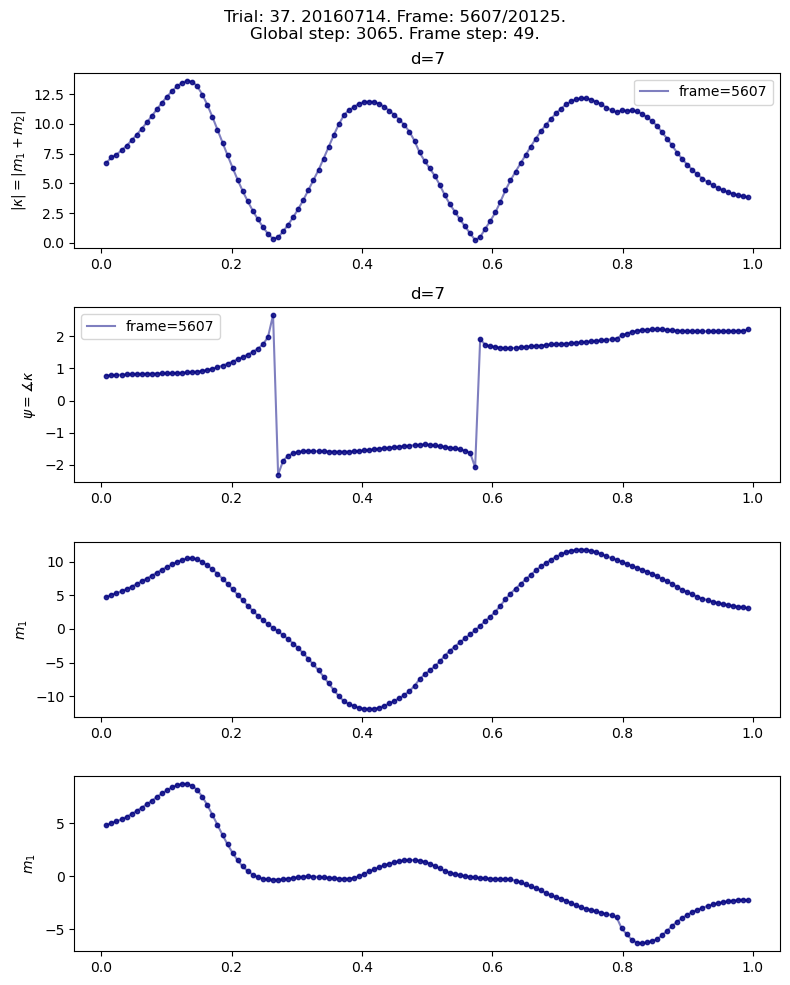 Trial: 37. 20160714. Frame: 5607/20125.
Global step: 3065. Frame step: 49.
d=7
|κ| = |m₁ + m₂|
12.5
10.0
7.5
5.0
2.5
0.0
frame=5607
0.0 0.2 0.4 0.6 0.8 1.0
d=7
ψ = ∡κ
2
1
0
−1
−2
frame=5607
0.0 0.2 0.4 0.6 0.8 1.0
m₁
10
5
0
−5
−10
0.0 0.2 0.4 0.6 0.8 1.0
m₁
5
0
−5
0.0 0.2 0.4 0.6 0.8 1.0